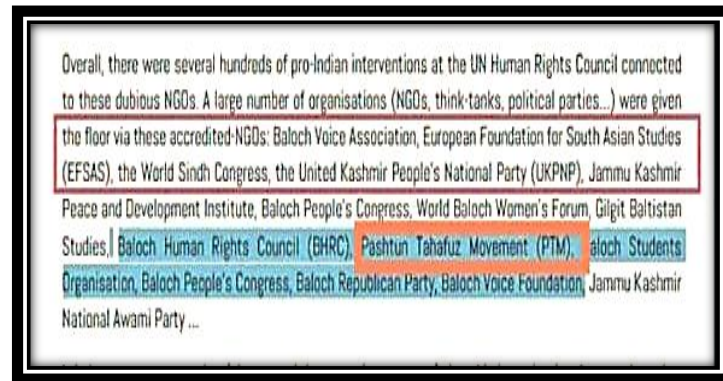 Overall, there were several hundreds of pro-Indian interventions at the UN Human Rights Council connected
to these dubious NGOs. A large number of organisations (NGOs, think-tanks, political parties...) were given
the floor via these accredited-NGOs: Baloch Voice Association, European Foundation for South Asian Studies
(EFSAS), the World Sindh Congress, the United Kashmir People's National Party (UKPNP), Jammu Kashmir
Peace and Development Institute, Baloch People's Congress, World Baloch Women's Forum, Gilgit Baltistan
Studies, Baloch Human Rights Council (BHRC), Pashtun Tahafuz Movement (PTM), Baloch Students
Organisation, Baloch People's Congress, Baloch Republican Party, Baloch Voice Foundation, Jammu Kashmir
National Awami Party ...